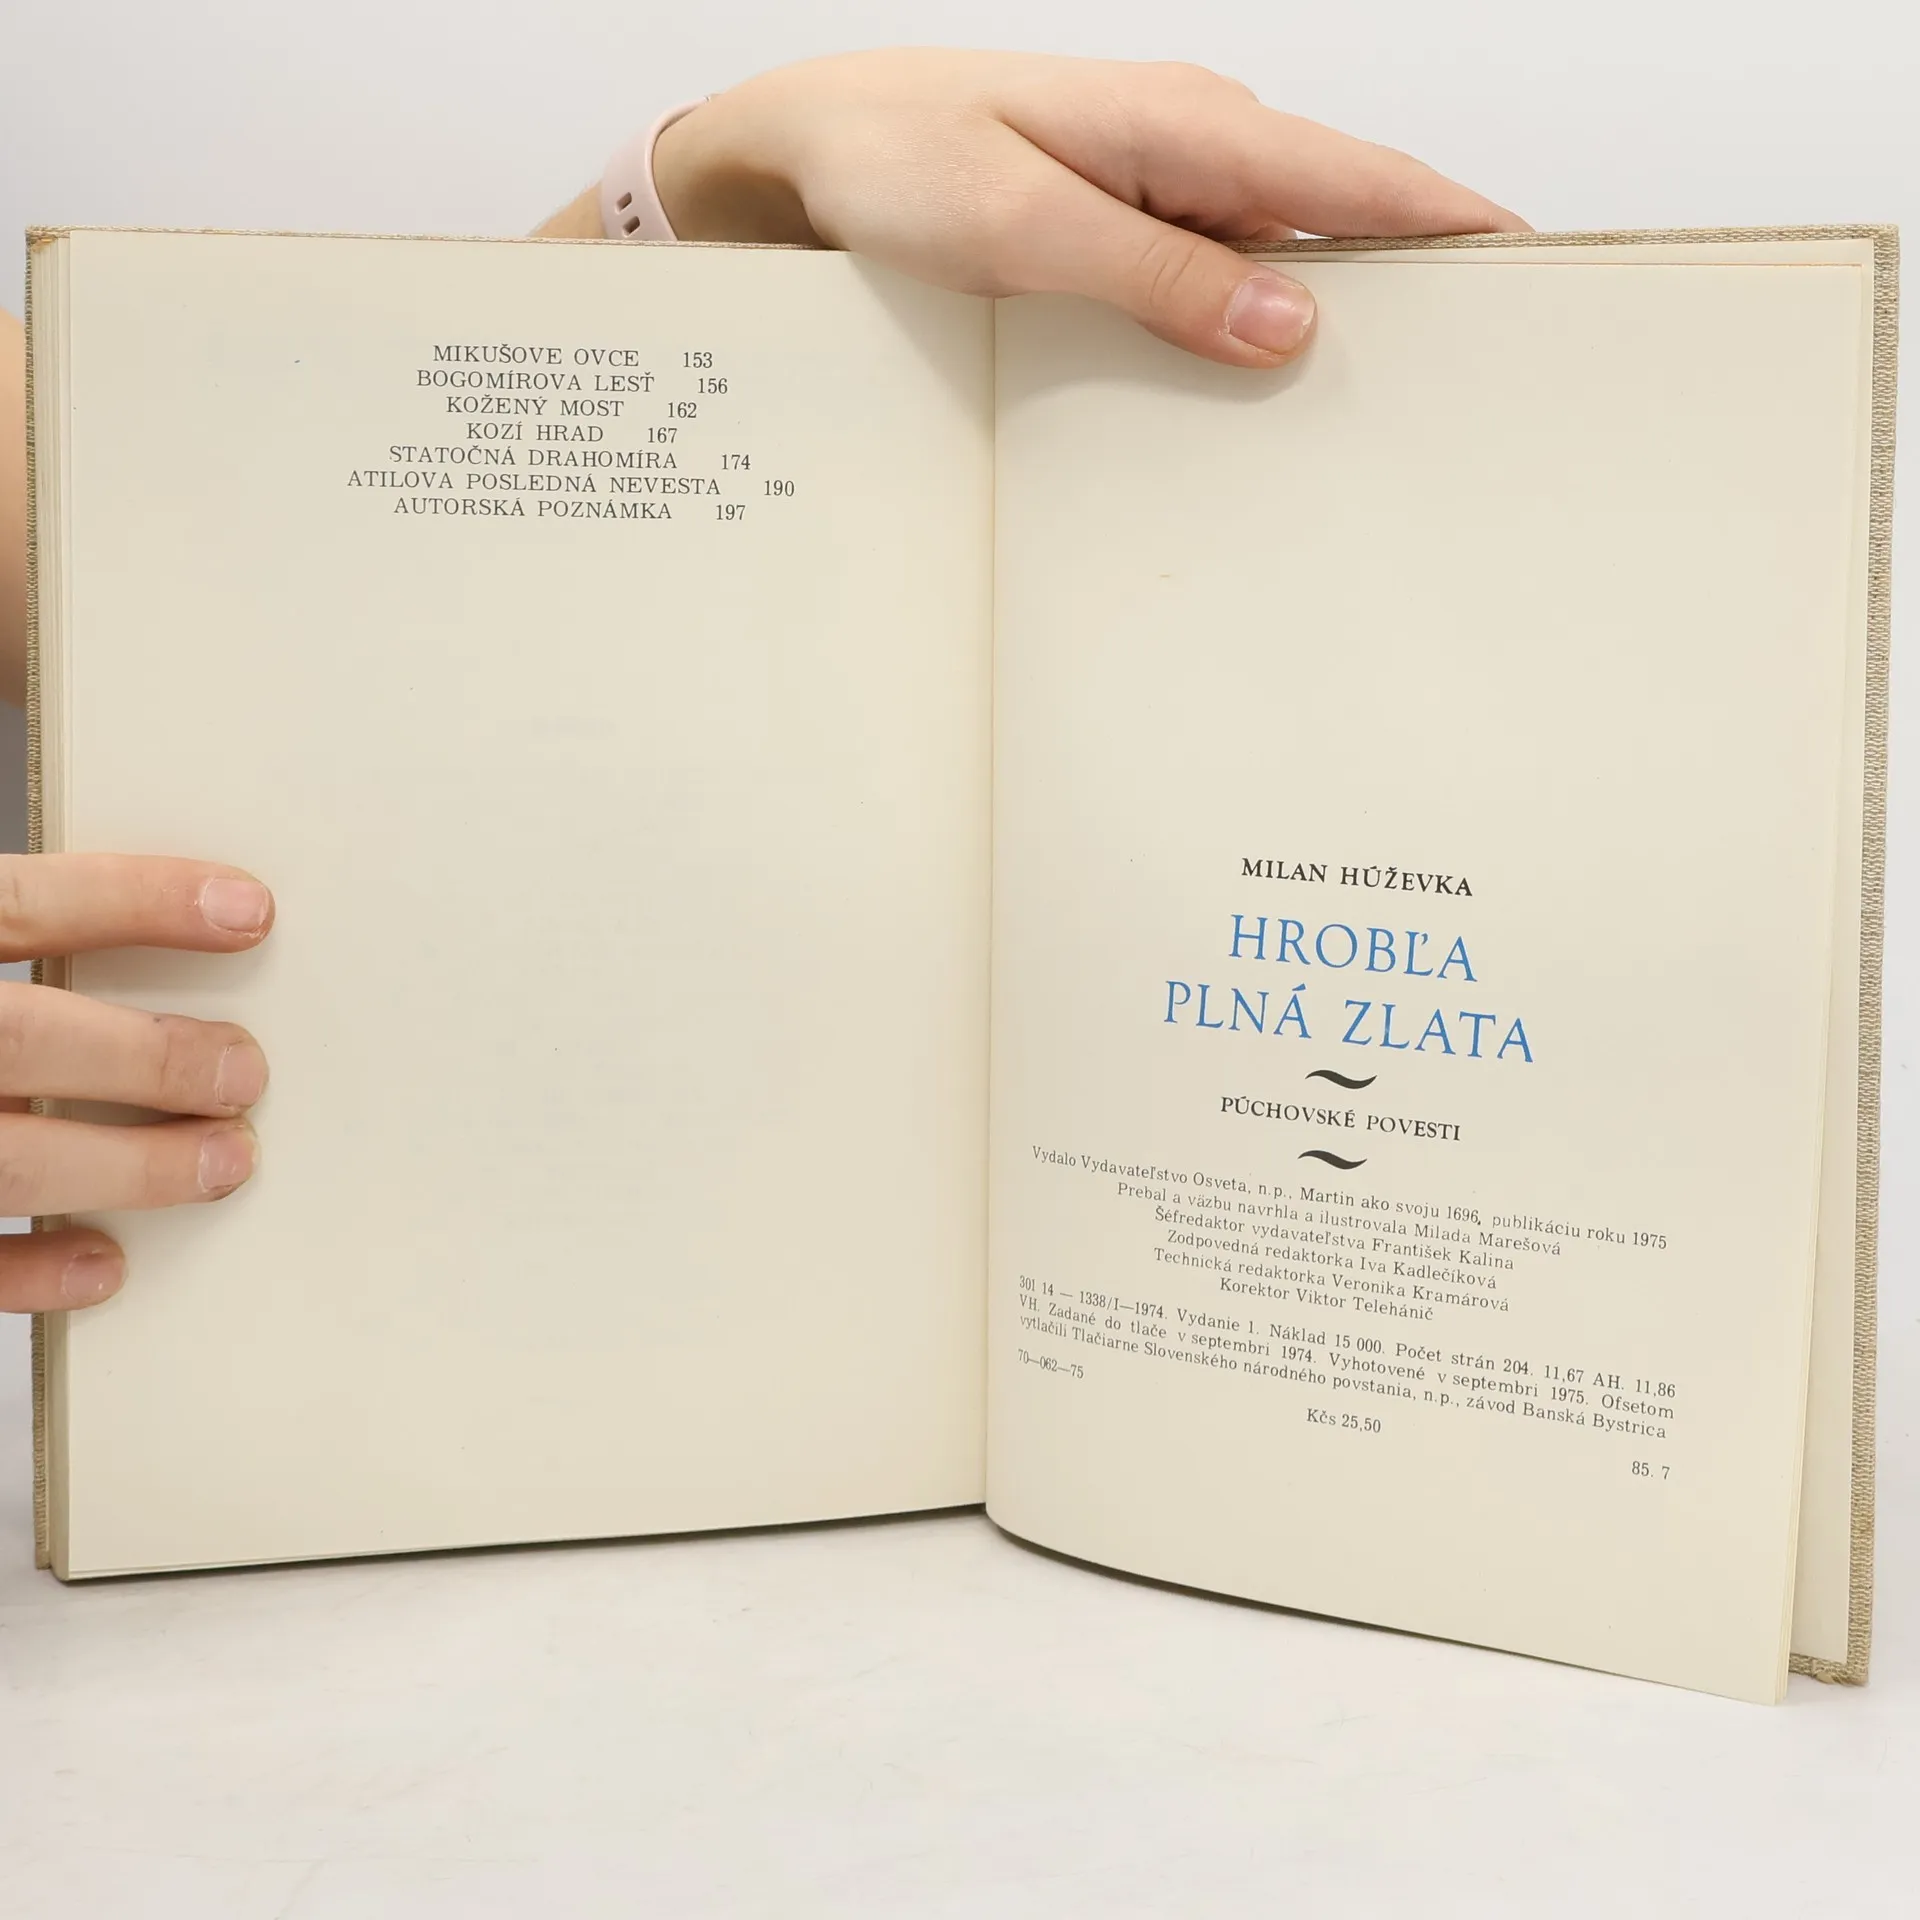 MIKUŠOVE OVCE 153
BOGOMÍROVA LESŤ 156
KOŽENÝ MOST 162
KOZÍ HRAD 167
STATOČNÁ DRAHOMÍRA 174
ATILOVA POSLEDNÁ NEVESTA 190
AUTORSKÁ POZNÁMKA 197
MILAN HÚŽEVKA
HROBĽA
PLNÁ ZLATA
PÚCHOVSKÉ POVESTI
Vydalo Vydavateľstvo Osveta, n.p., Martin ako svoju 1696. publikáciu roku 1975
Prebal a väzbu navrhla a ilustrovala Milada Marešová
Šéfredaktor vydavateľstva František Kalina
Zodpovedná redaktorka Iva Kadlečíková
Technická redaktorka Veronika Kramárová
Korektor Viktor Telehánič
301 14 — 1338/I—1974. Vydanie 1. Náklad 15 000. Počet strán 204. 11,67 AH. 11,86
VH. Zadané do tlače v septembri 1974. Vyhotovené v septembri 1975. Ofsetom
vytlačili Tlačiarne Slovenského národného povstania, n.p., závod Banská Bystrica
70—062—75
Kčs 25,50
85. 7